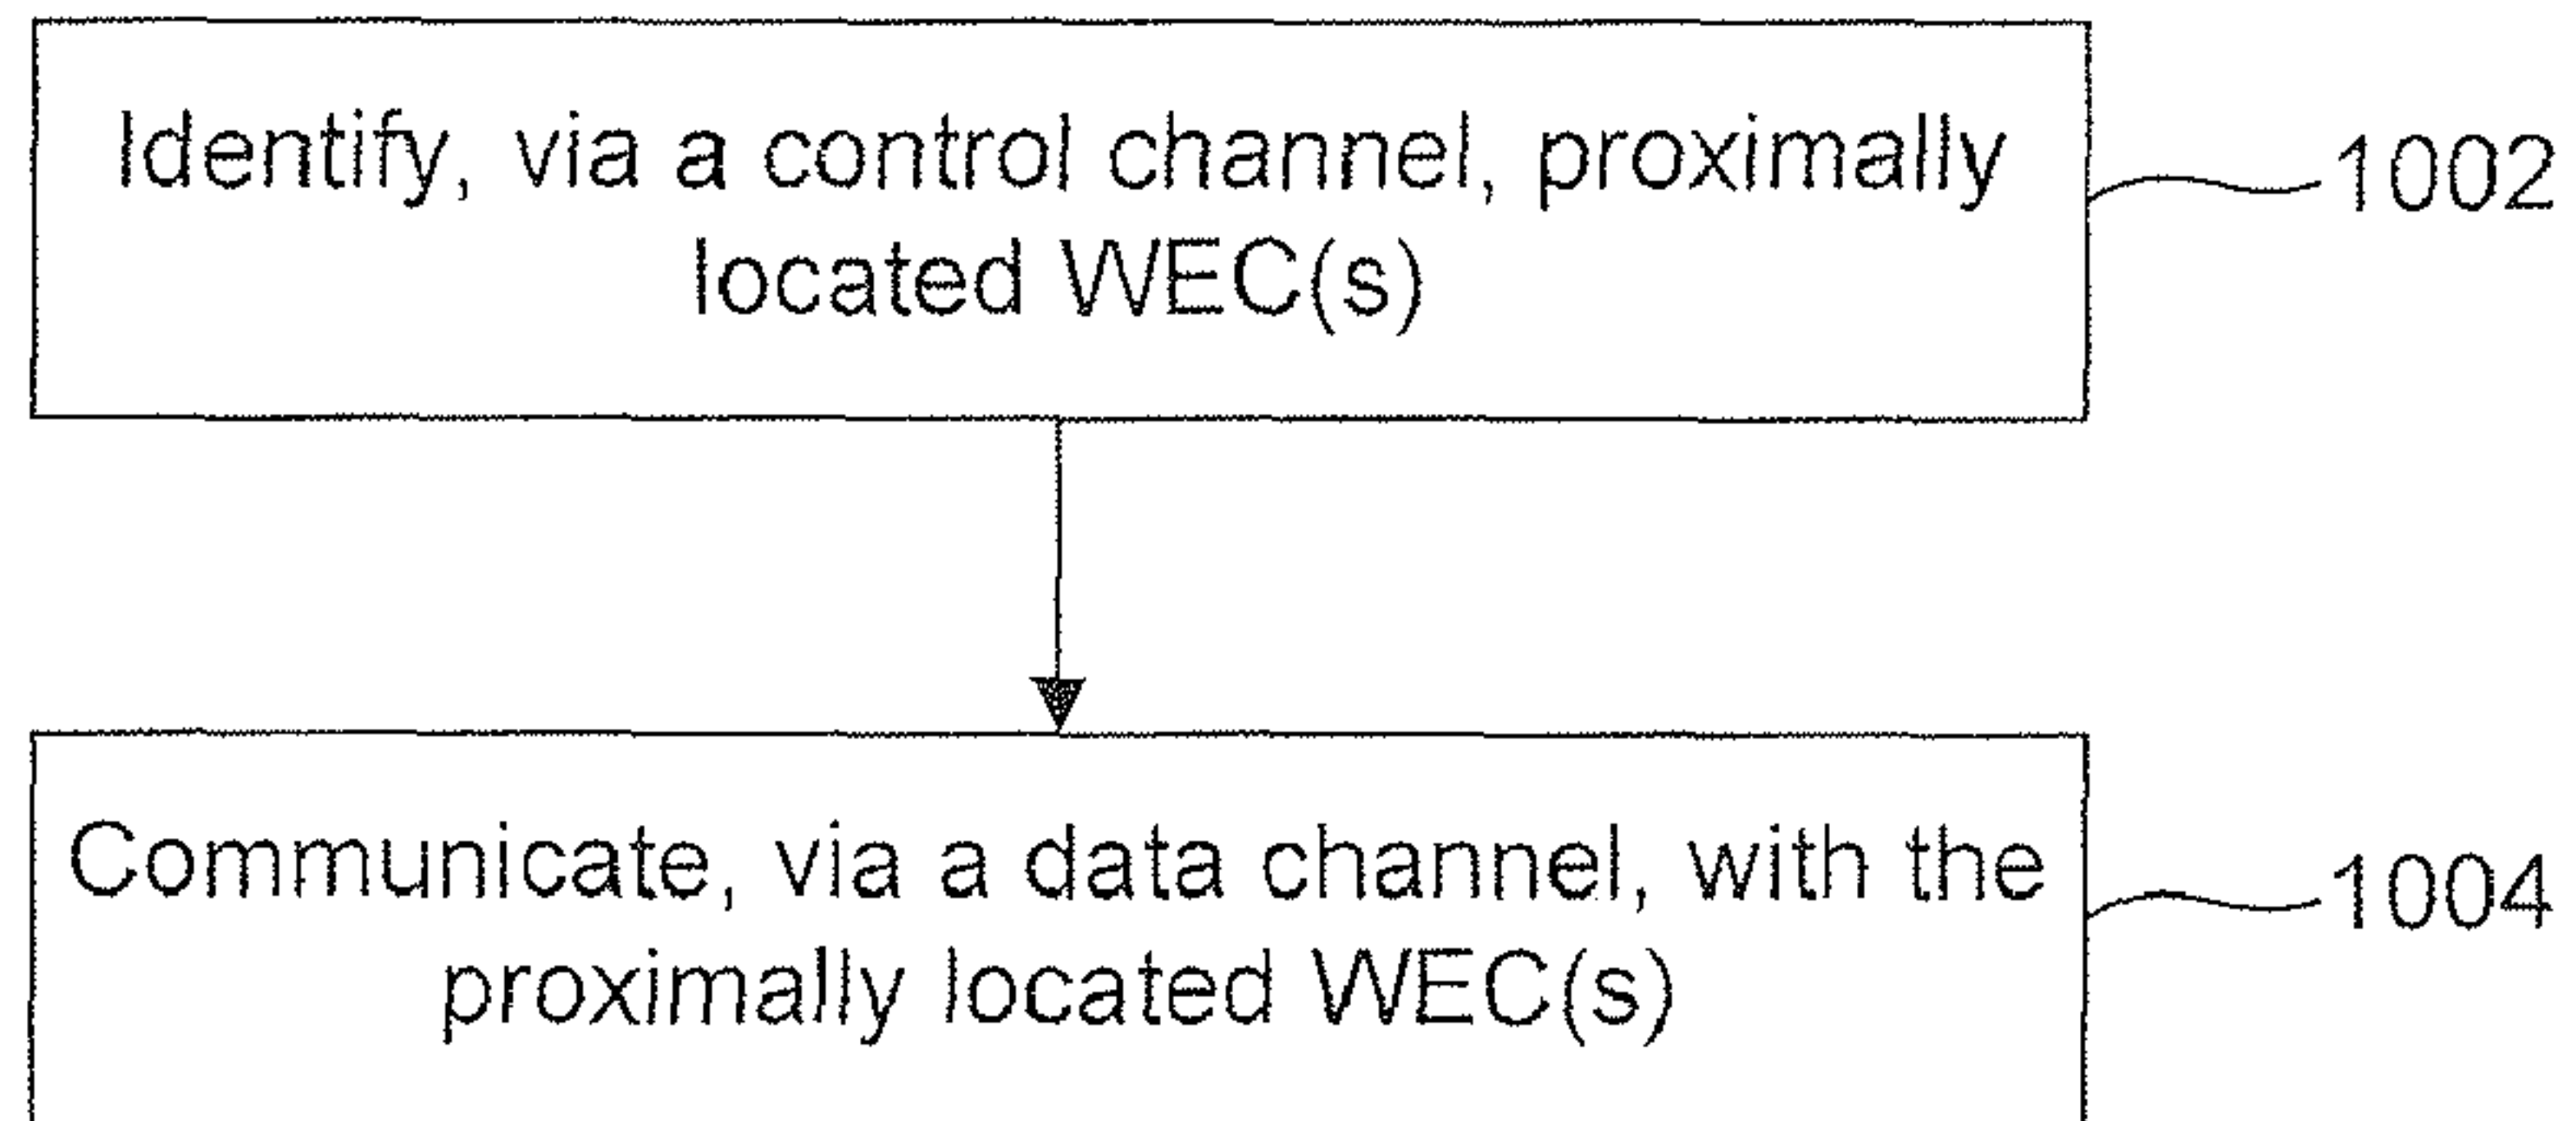 Identify, via a control channel, proximally
located WEC(s)
1002
Communicate, via a data channel, with the
proximally located WEC(s)
1004